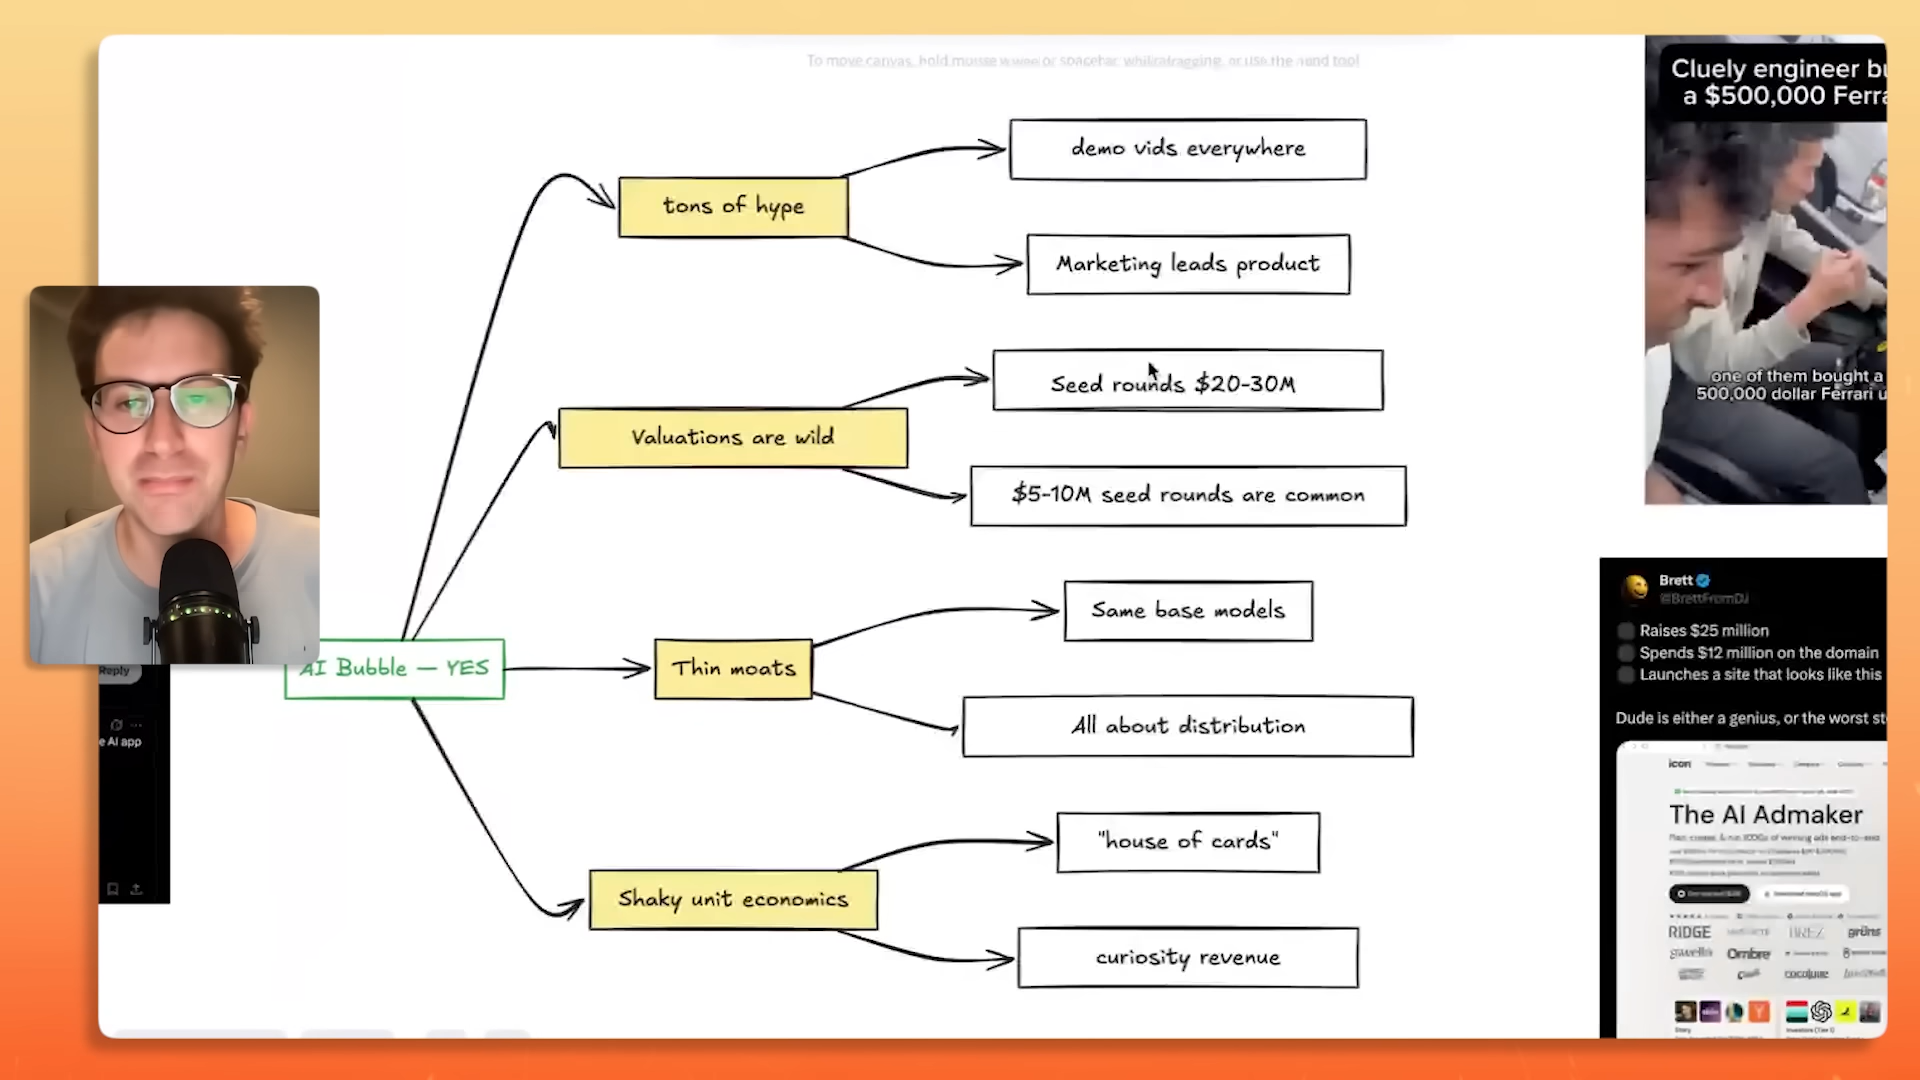 To move canvas, hold mouse wheel or spacebar while dragging, or use the hand tool
tons of hype
demo vids everywhere
Marketing leads product
Valuations are wild
Seed rounds $20-30M
$5-10M seed rounds are common
AI Bubble — YES
Thin moats
Same base models
All about distribution
Shaky unit economics
"house of cards"
curiosity revenue
Reply
e AI app
Cluely engineer bu
a $500,000 Ferra
one of them bought a
500,000 dollar Ferrari u
Brett
@BrettFromDJ
Raises $25 million
Spends $12 million on the domain
Launches a site that looks like this
Dude is either a genius, or the worst st
icon
The AI Admaker
RIDGE
BREZ
grüns
Ombre
cocojune